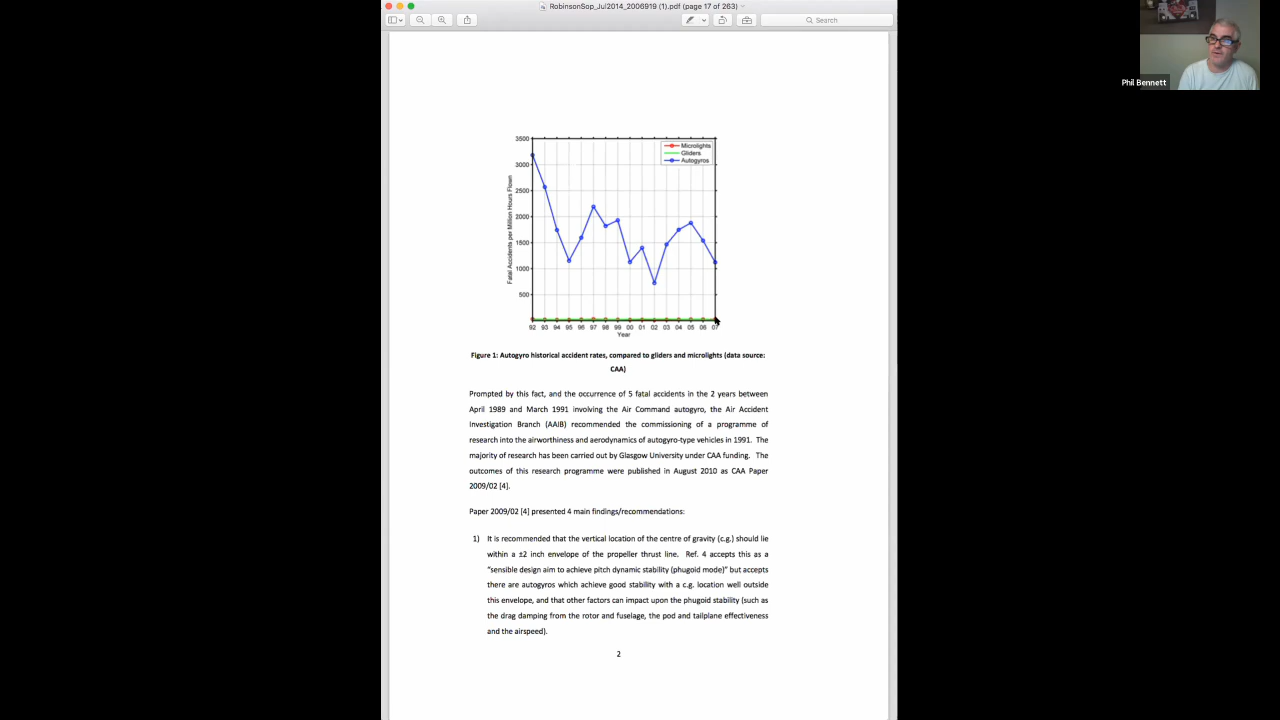 RobinsonSop_Jul2014_2006919 (1).pdf (page 17 of 263)
Search
Phil Bennett
3500
3000
2500
2000
1500
1000
500
Fatal Accidents per Million Hours Flown
Microlights
Gliders
Autogyros
92 93 94 95 96 97 98 99 00 01 02 03 04 05 06 07
Year
Figure 1: Autogyro historical accident rates, compared to gliders and microlights (data source:
CAA)
Prompted by this fact, and the occurrence of 5 fatal accidents in the 2 years between
April 1989 and March 1991 involving the Air Command autogyro, the Air Accident
Investigation Branch (AAIB) recommended the commissioning of a programme of
research into the airworthiness and aerodynamics of autogyro-type vehicles in 1991. The
majority of research has been carried out by Glasgow University under CAA funding. The
outcomes of this research programme were published in August 2010 as CAA Paper
2009/02 [4].
Paper 2009/02 [4] presented 4 main findings/recommendations:
1) It is recommended that the vertical location of the centre of gravity (c.g.) should lie
within a ±2 inch envelope of the propeller thrust line. Ref. 4 accepts this as a
"sensible design aim to achieve pitch dynamic stability (phugoid mode)" but accepts
there are autogyros which achieve good stability with a c.g. location well outside
this envelope, and that other factors can impact upon the phugoid stability (such as
the drag damping from the rotor and fuselage, the pod and tailplane effectiveness
and the airspeed).
2